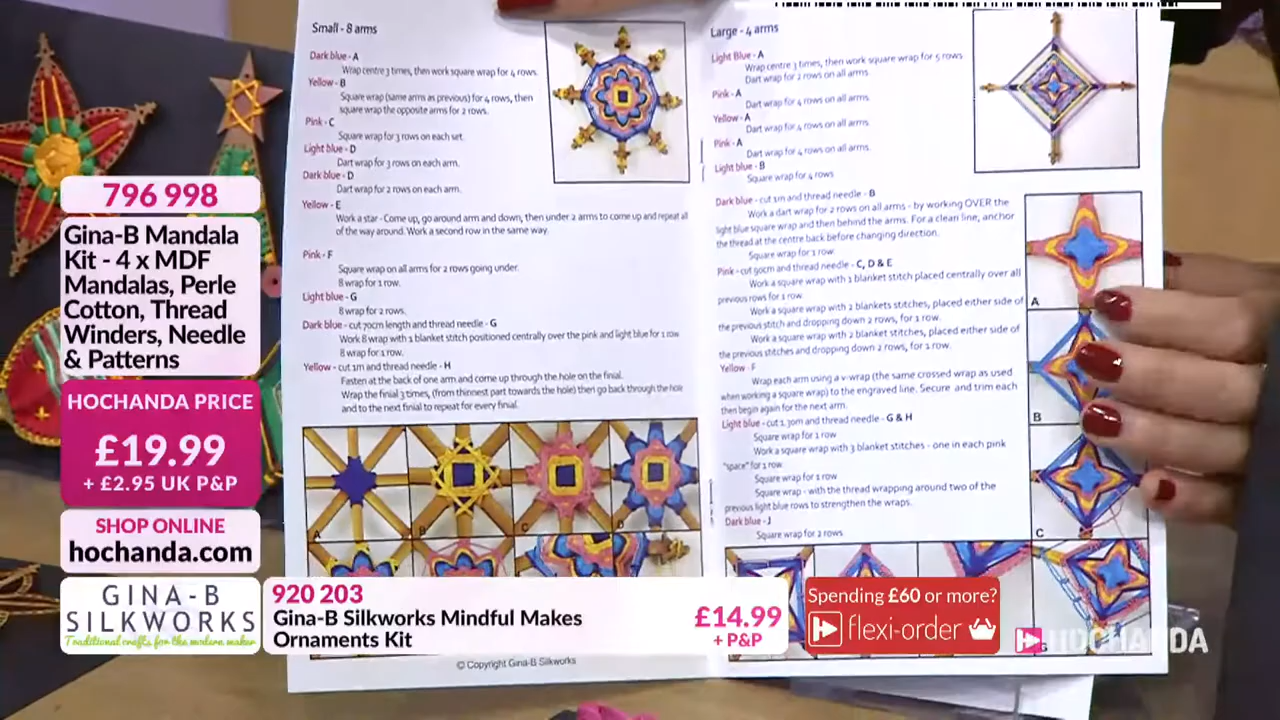 Small - 8 arms
Dark blue - A
Wrap centre 3 times, then work square wrap for 4 rows.
Yellow - B
Square wrap (same arms as previous) for 4 rows, then
square wrap the opposite arms for 2 rows.
Pink - C
Square wrap for 3 rows on each set.
Light blue - D
Dart wrap for 3 rows on each arm.
Dark blue - D
Dart wrap for 2 rows on each arm.
Yellow - E
Work a star - Come up, go around arm and down, then under 2 arms to come up and repeat all
of the way around. Work a second row in the same way.
Pink - F
Square wrap on all arms for 2 rows going under.
8 wrap for 1 row.
Light blue - G
8 wrap for 2 rows.
Dark blue - cut 70cm length and thread needle - G
Work 8 wrap with 1 blanket stitch positioned centrally over the pink and light blue for 1 row
8 wrap for 1 row.
Yellow - cut 1m and thread needle - H
Fasten at the back of one arm and come up through the hole on the finial.
Wrap the finial 3 times, (from thinnest part towards the hole) then go back through the hole
and to the next finial to repeat for every finial.
A
B
C
D
© Copyright Gina-B Silkworks
Large - 4 arms
Light Blue - A
Wrap centre 3 times, then work square wrap for 5 rows
Dart wrap for 2 rows on all arms.
Pink - A
Dart wrap for 4 rows on all arms.
Yellow - A
Dart wrap for 4 rows on all arms.
Pink - A
Dart wrap for 4 rows on all arms.
Light blue - B
Square wrap for 4 rows
Dark blue - cut 1m and thread needle - B
Work a dart wrap for 2 rows on all arms - by working OVER the
light blue square wrap and then behind the arms. For a clean line, anchor
the thread at the centre back before changing direction.
Square wrap for 1 row.
Pink - cut 90cm and thread needle - C, D & E
Work a square wrap with 1 blanket stitch placed centrally over all
previous rows for 1 row.
Work a square wrap with 2 blankets stitches, placed either side of
the previous stitch and dropping down 2 rows, for 1 row.
Work a square wrap with 2 blanket stitches, placed either side of
the previous stitches and dropping down 2 rows, for 1 row.
Yellow - F
Wrap each arm using a v-wrap (the same crossed wrap as used
when working a square wrap) to the engraved line. Secure and trim each
then begin again for the next arm.
Light blue - cut 1.30m and thread needle - G & H
Square wrap for 1 row
Work a square wrap with 3 blanket stitches - one in each pink
"space" for 1 row
Square wrap for 1 row
Square wrap - with the thread wrapping around two of the
previous light blue rows to strengthen the wraps.
Dark blue - J
Square wrap for 2 rows
A
B
C
796 998
Gina-B Mandala
Kit - 4 x MDF
Mandalas, Perle
Cotton, Thread
Winders, Needle
& Patterns
HOCHANDA PRICE
£19.99
+ £2.95 UK P&P
SHOP ONLINE
hochanda.com
GINA-B
SILKWORKS
Traditional crafts for the modern maker
920 203
Gina-B Silkworks Mindful Makes
Ornaments Kit
£14.99
+ P&P
Spending £60 or more?
flexi-order
HOCHANDA